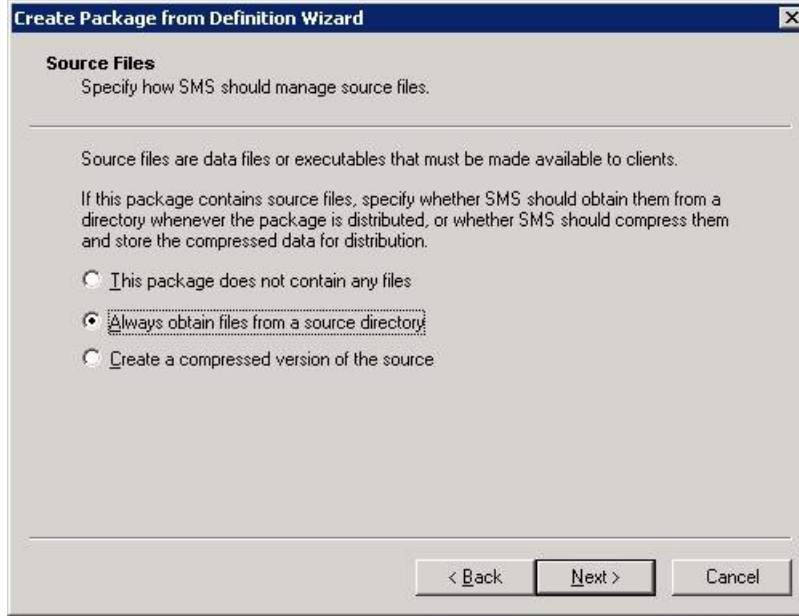 Create Package from Definition Wizard
Source Files
Specify how SMS should manage source files.
Source files are data files or executables that must be made available to clients.
If this package contains source files, specify whether SMS should obtain them from a
directory whenever the package is distributed, or whether SMS should compress them
and store the compressed data for distribution.
This package does not contain any files
Always obtain files from a source directory
Create a compressed version of the source
< Back Next > Cancel